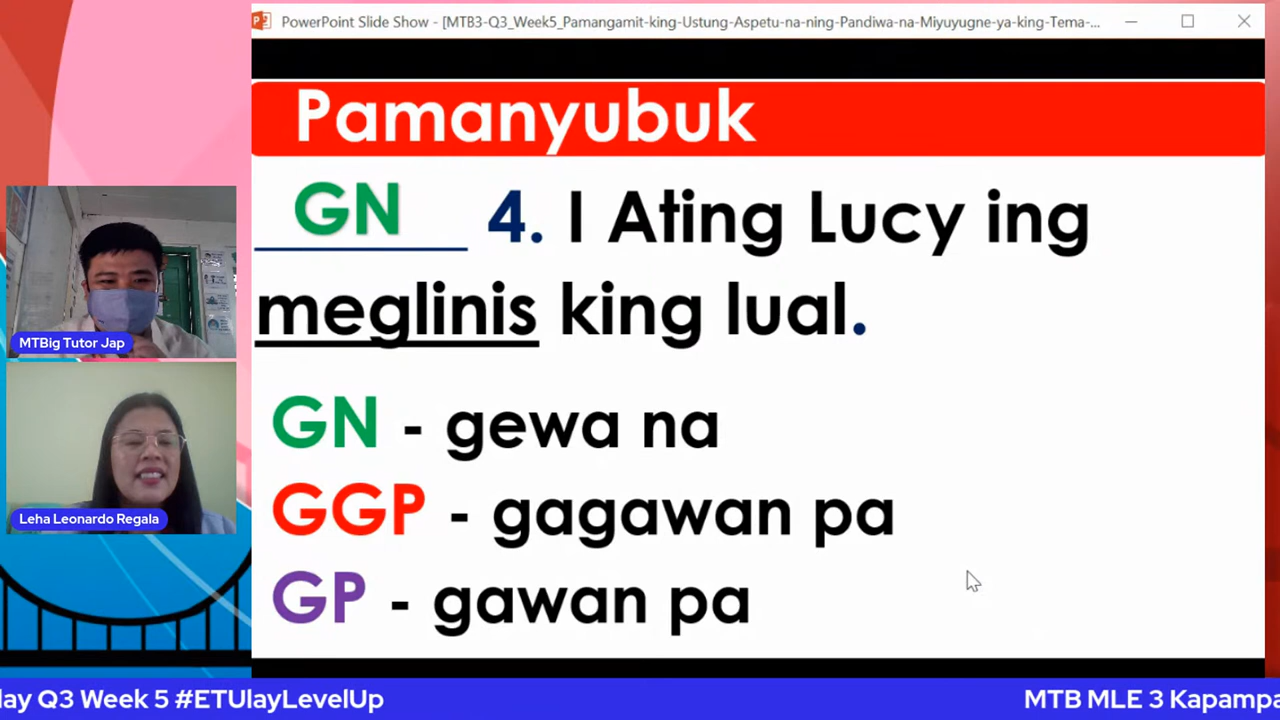 PowerPoint Slide Show - [MTB3-Q3_Week5_Pamangamit-king-Ustung-Aspetu-na-ning-Pandiwa-na-Miyuyugne-ya-king-Tema-...
Pamanyubuk
GN 4. I Ating Lucy ing
meglinis king lual.
GN - gewa na
GGP - gagawan pa
GP - gawan pa
MTBig Tutor Jap
Leha Leonardo Regala
lay Q3 Week 5 #ETUlayLevelUp
MTB MLE 3 Kapampa